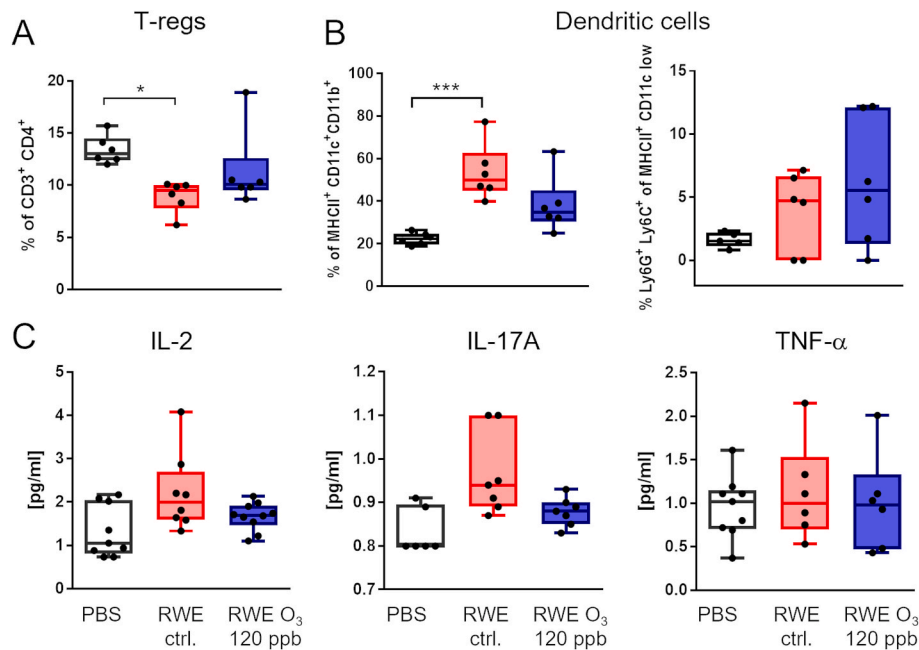 A
T-regs
B
Dendritic cells
% of CD3⁺ CD4⁺
20
15
10
5
0
*
% of MHCII⁺ CD11c⁺CD11b⁺
100
80
60
40
20
0
***
% Ly6G⁺ Ly6C⁺ of MHCII⁺ CD11c low
15
10
5
0
C
IL-2
IL-17A
TNF-α
[pg/ml]
5
4
3
2
1
0
PBS
RWE
ctrl.
RWE O₃
120 ppb
[pg/ml]
1.2
1.1
1.0
0.9
0.8
0.7
PBS
RWE
ctrl.
RWE O₃
120 ppb
[pg/ml]
2.5
2.0
1.5
1.0
0.5
0.0
PBS
RWE
ctrl.
RWE O₃
120 ppb